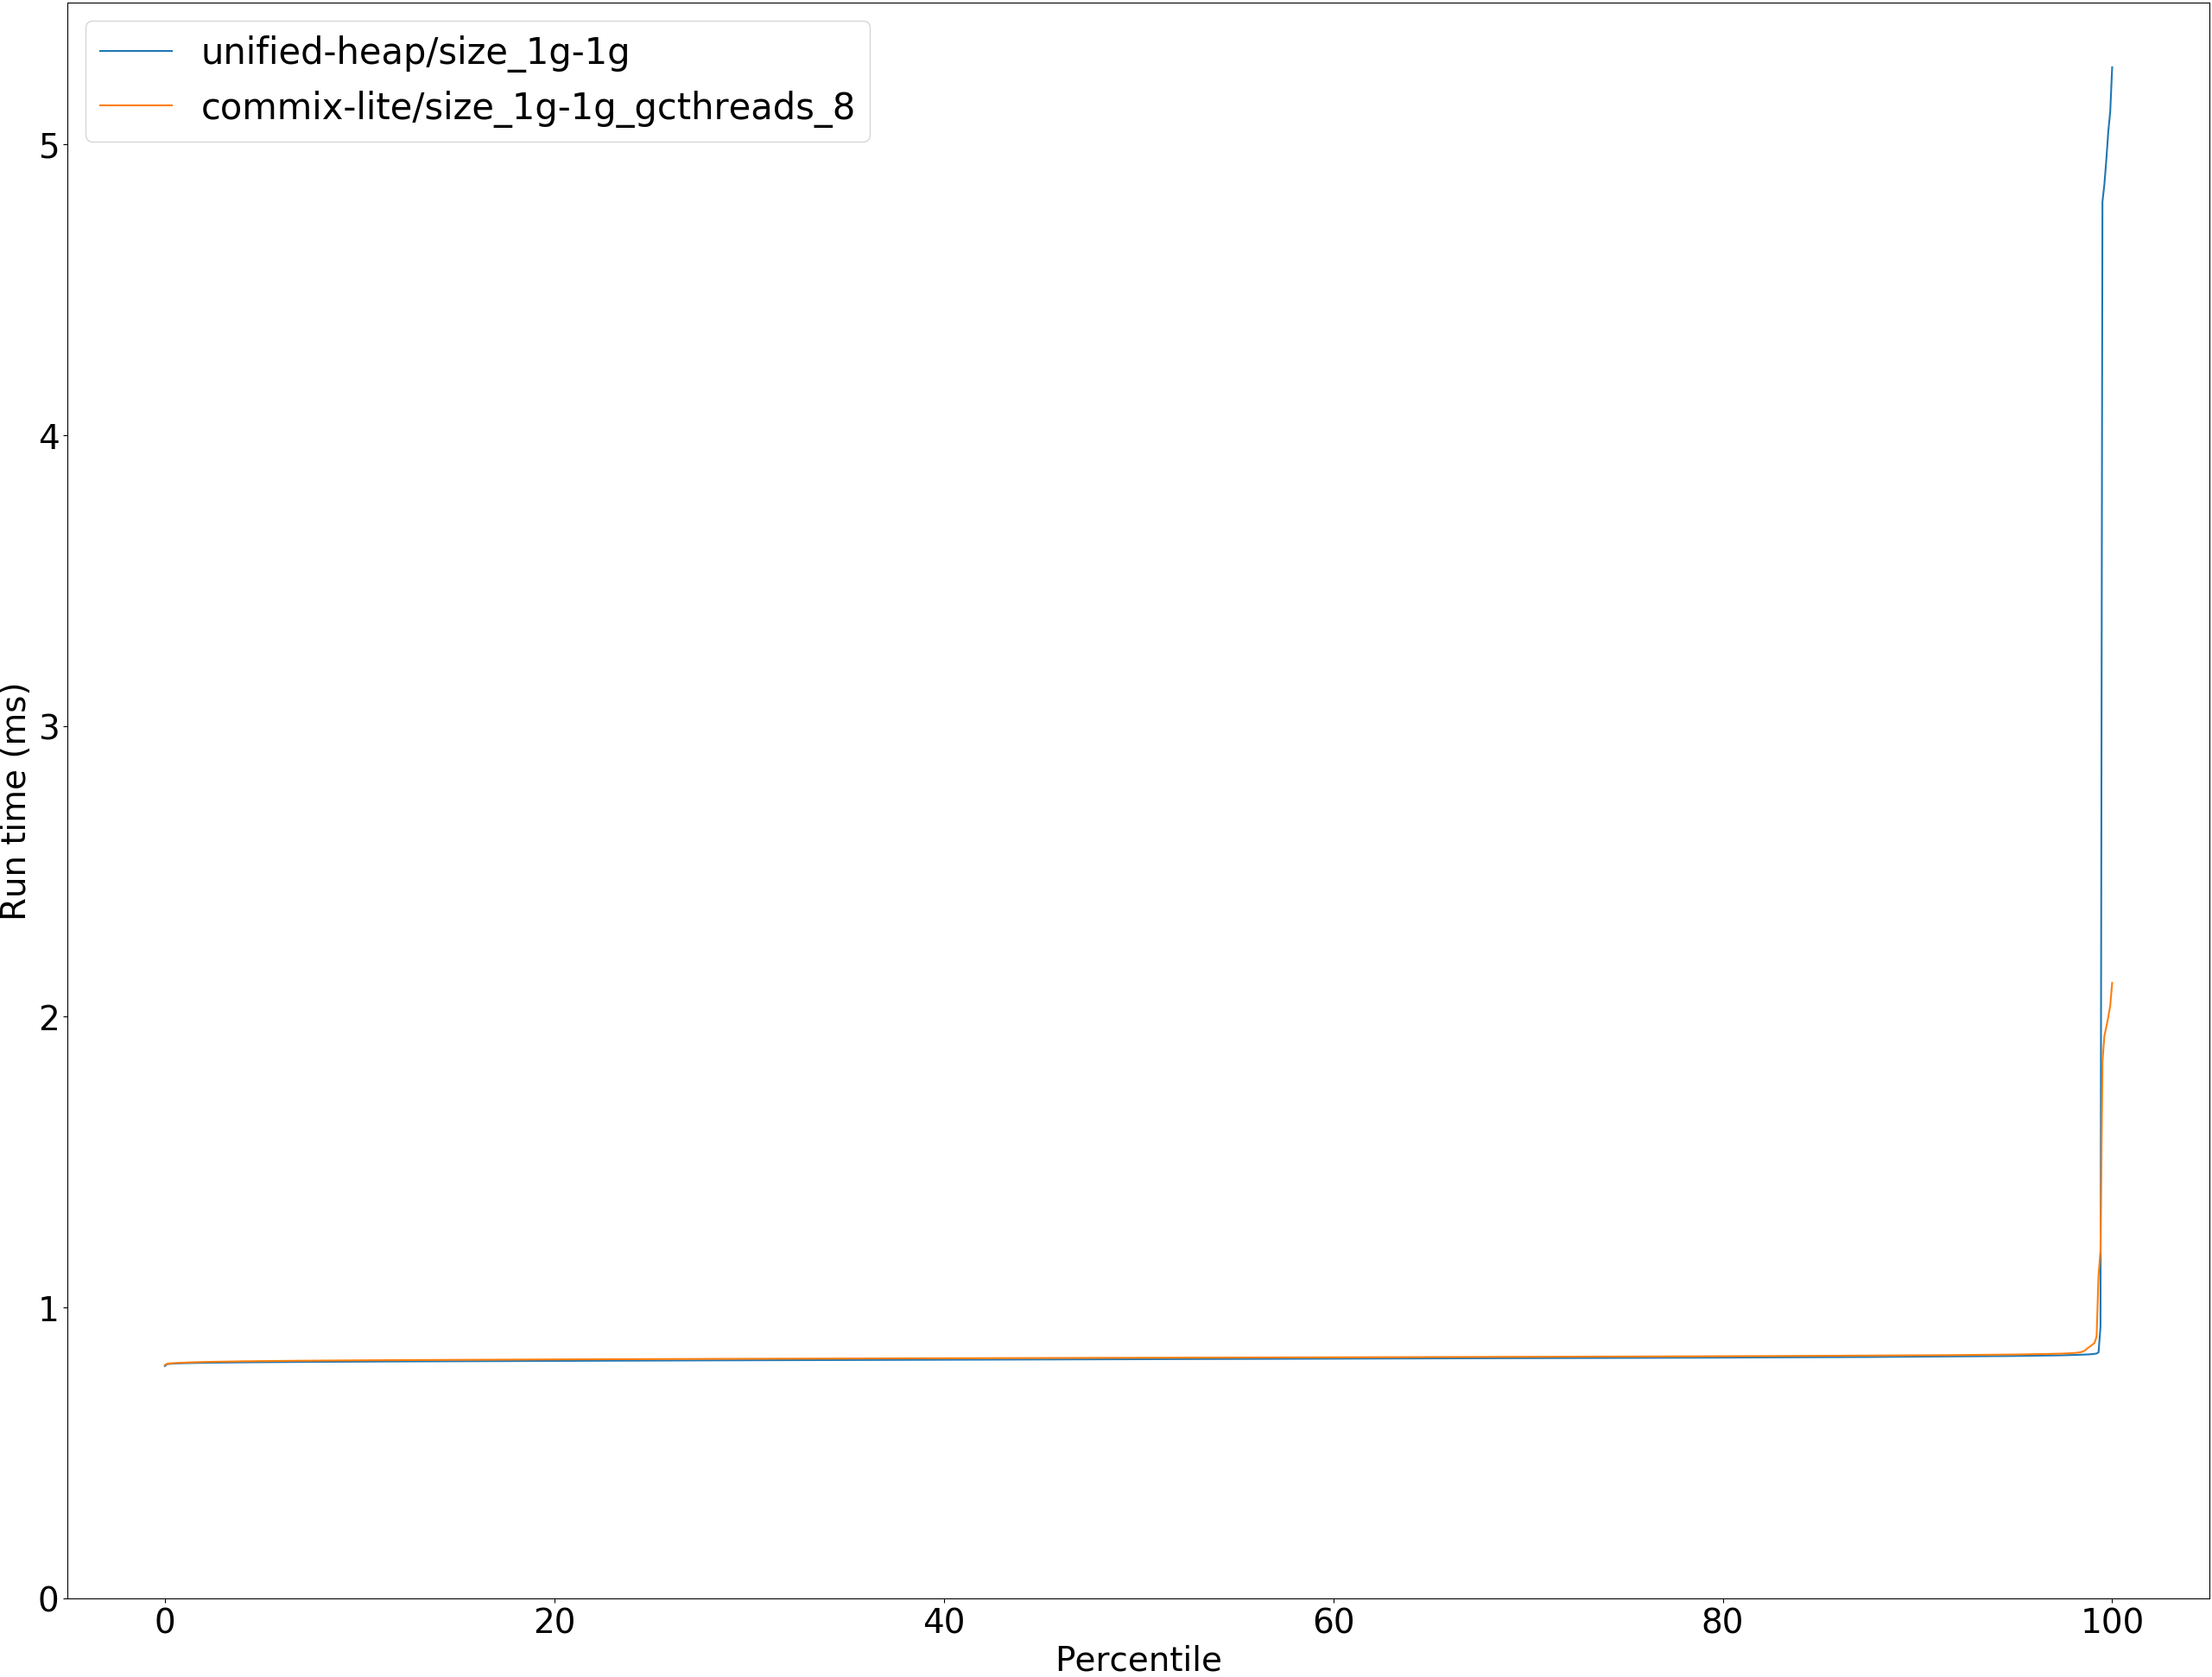 unified-heap/size_1g-1g
commix-lite/size_1g-1g_gcthreads_8
5
4
3
2
1
0
Run time (ms)
0 20 40 60 80 100
Percentile